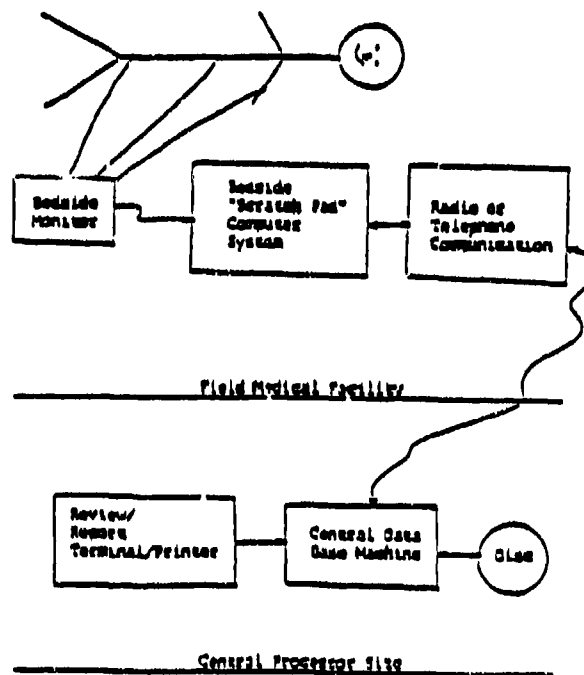 Bedside
Monitor
Bedside
"Scratch Pad"
Computer
System
Radio or
Telephone
Communication
Field Medical Facility
Review/
Report
Terminal/Printer
Central Data
Base Machine
Disc
Central Processor Site